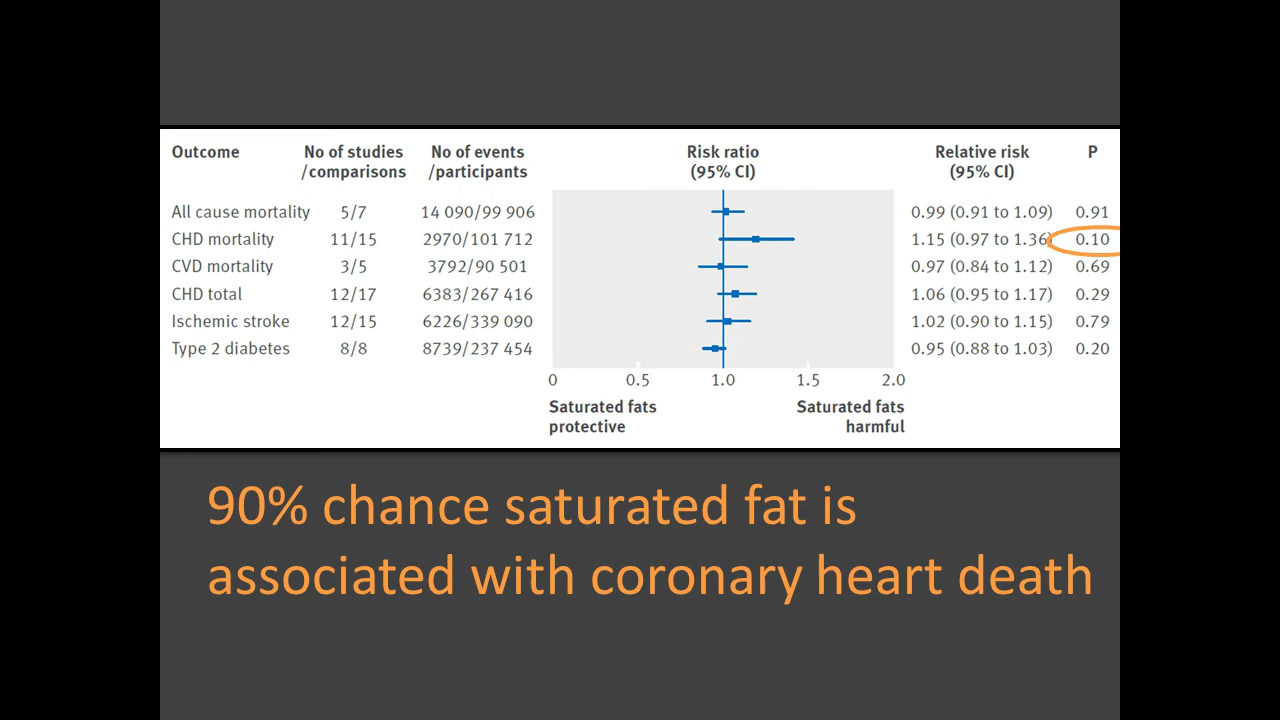 Outcome No of studies /comparisons No of events /participants Risk ratio (95% CI) Relative risk (95% CI) P
All cause mortality 5/7 14 090/99 906 0.99 (0.91 to 1.09) 0.91
CHD mortality 11/15 2970/101 712 1.15 (0.97 to 1.36) 0.10
CVD mortality 3/5 3792/90 501 0.97 (0.84 to 1.12) 0.69
CHD total 12/17 6383/267 416 1.06 (0.95 to 1.17) 0.29
Ischemic stroke 12/15 6226/339 090 1.02 (0.90 to 1.15) 0.79
Type 2 diabetes 8/8 8739/237 454 0.95 (0.88 to 1.03) 0.20
0 0.5 1.0 1.5 2.0
Saturated fats protective Saturated fats harmful
90% chance saturated fat is
associated with coronary heart death